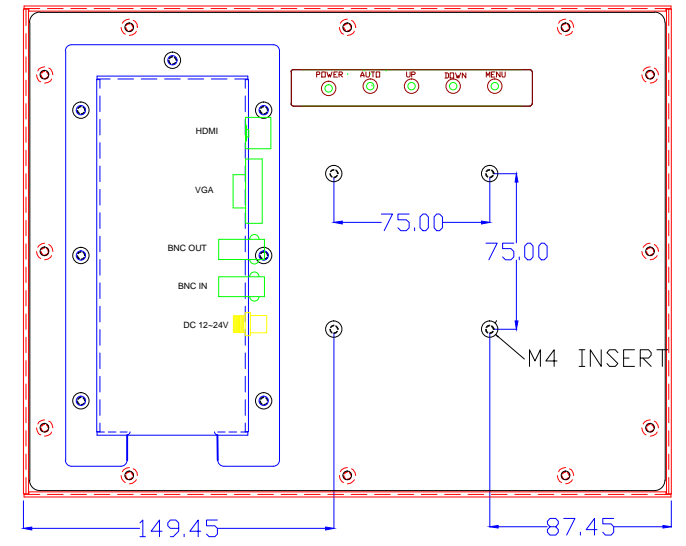 POWER AUTO UP DOWN MENU
HDMI
VGA
75.00
BNC OUT
75.00
BNC IN
DC 12~24V
M4 INSERT
149.45
87.45